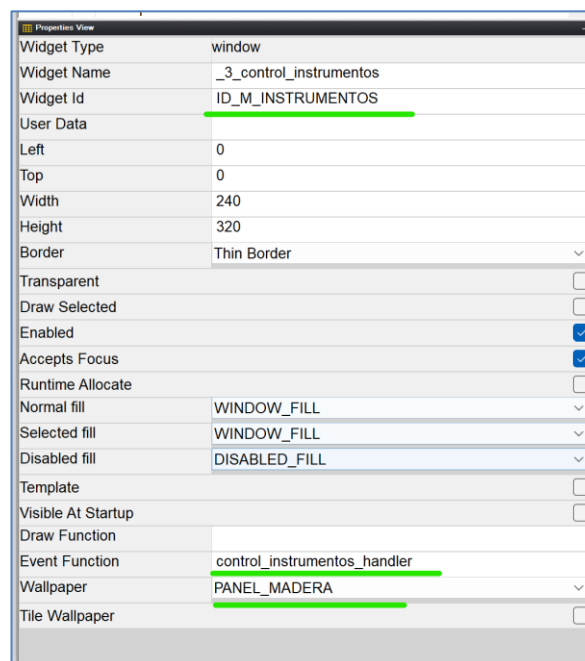 Properties View
Widget Type window
Widget Name _3_control_instrumentos
Widget Id ID_M_INSTRUMENTOS
User Data
Left 0
Top 0
Width 240
Height 320
Border Thin Border
Transparent
Draw Selected
Enabled
Accepts Focus
Runtime Allocate
Normal fill WINDOW_FILL
Selected fill WINDOW_FILL
Disabled fill DISABLED_FILL
Template
Visible At Startup
Draw Function
Event Function control_instrumentos_handler
Wallpaper PANEL_MADERA
Tile Wallpaper